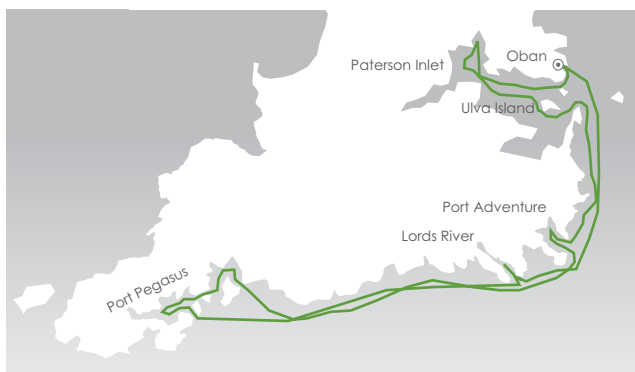 Oban
Paterson Inlet
Ulva Island
Port Adventure
Lords River
Port Pegasus